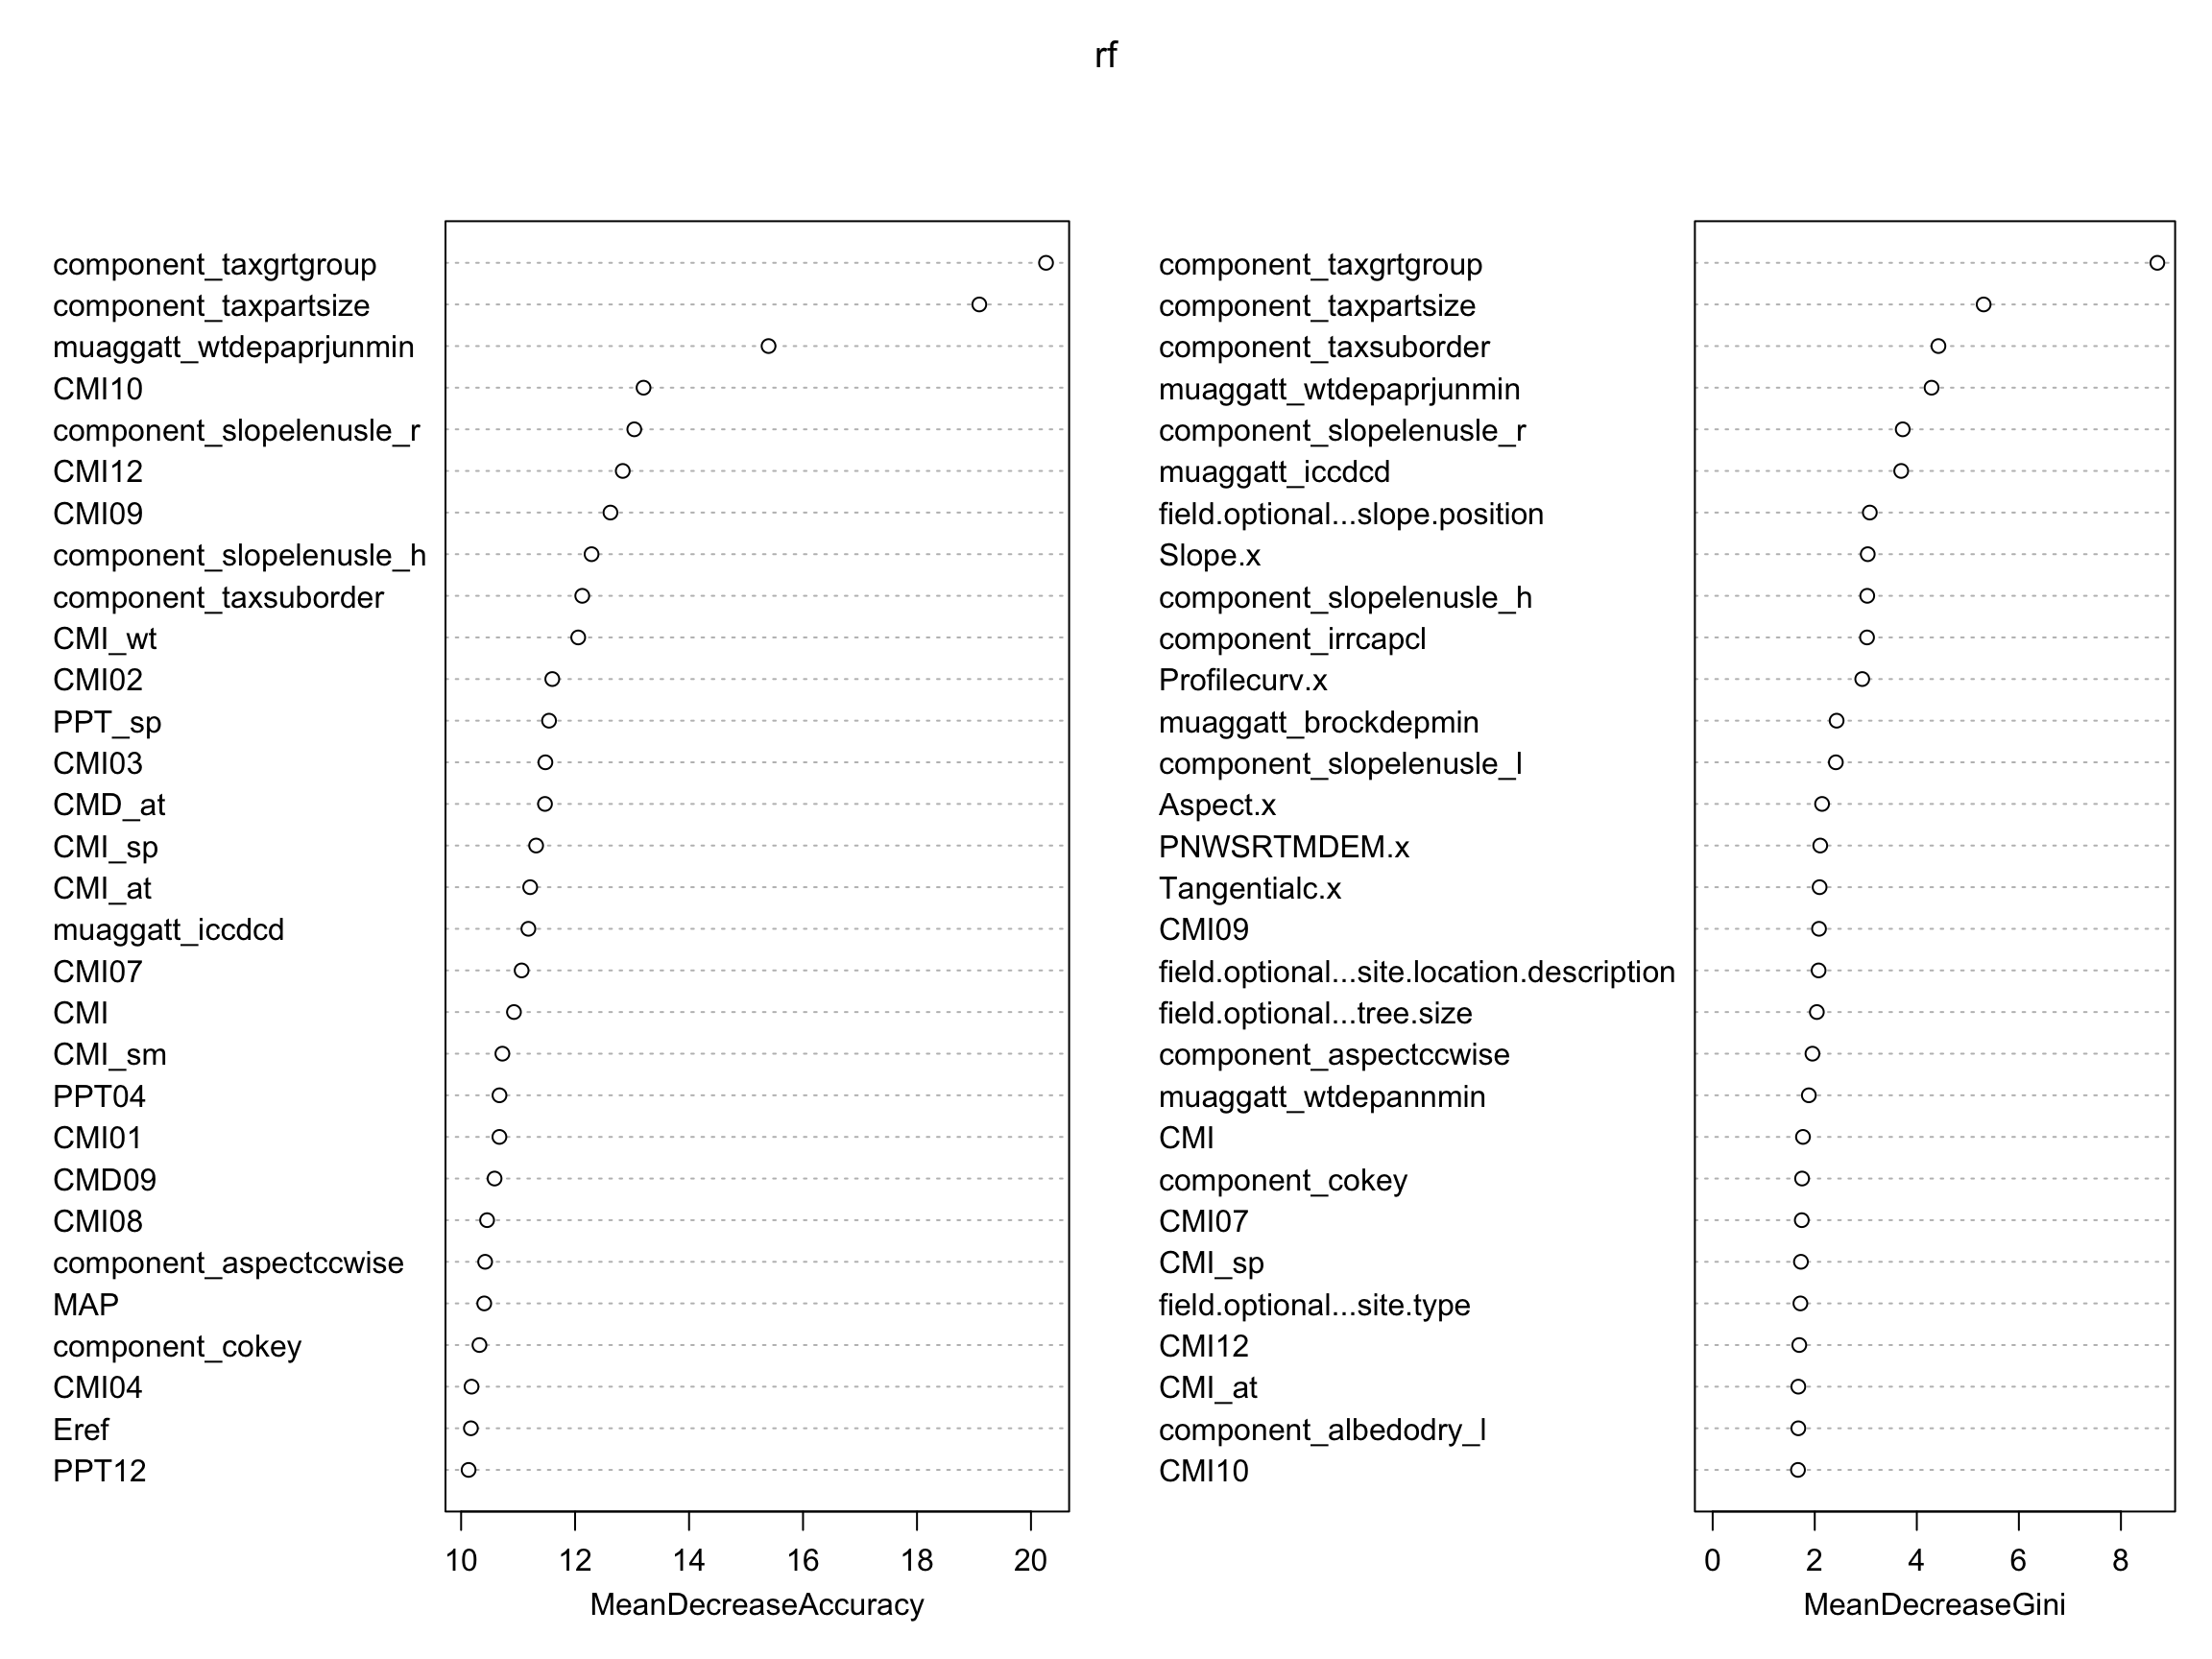 rf
component_taxgrtgroup
component_taxpartsize
muaggatt_wtdepaprjunmin
CMI10
component_slopelenusle_r
CMI12
CMI09
component_slopelenusle_h
component_taxsuborder
CMI_wt
CMI02
PPT_sp
CMI03
CMD_at
CMI_sp
CMI_at
muaggatt_iccdcd
CMI07
CMI
CMI_sm
PPT04
CMI01
CMD09
CMI08
component_aspectccwise
MAP
component_cokey
CMI04
Eref
PPT12
10 12 14 16 18 20
MeanDecreaseAccuracy
component_taxgrtgroup
component_taxpartsize
component_taxsuborder
muaggatt_wtdepaprjunmin
component_slopelenusle_r
muaggatt_iccdcd
field.optional...slope.position
Slope.x
component_slopelenusle_h
component_irrcapcl
Profilecurv.x
muaggatt_brockdepmin
component_slopelenusle_l
Aspect.x
PNWSRTMDEM.x
Tangentialc.x
CMI09
field.optional...site.location.description
field.optional...tree.size
component_aspectccwise
muaggatt_wtdepannmin
CMI
component_cokey
CMI07
CMI_sp
field.optional...site.type
CMI12
CMI_at
component_albedodry_l
CMI10
0 2 4 6 8
MeanDecreaseGini